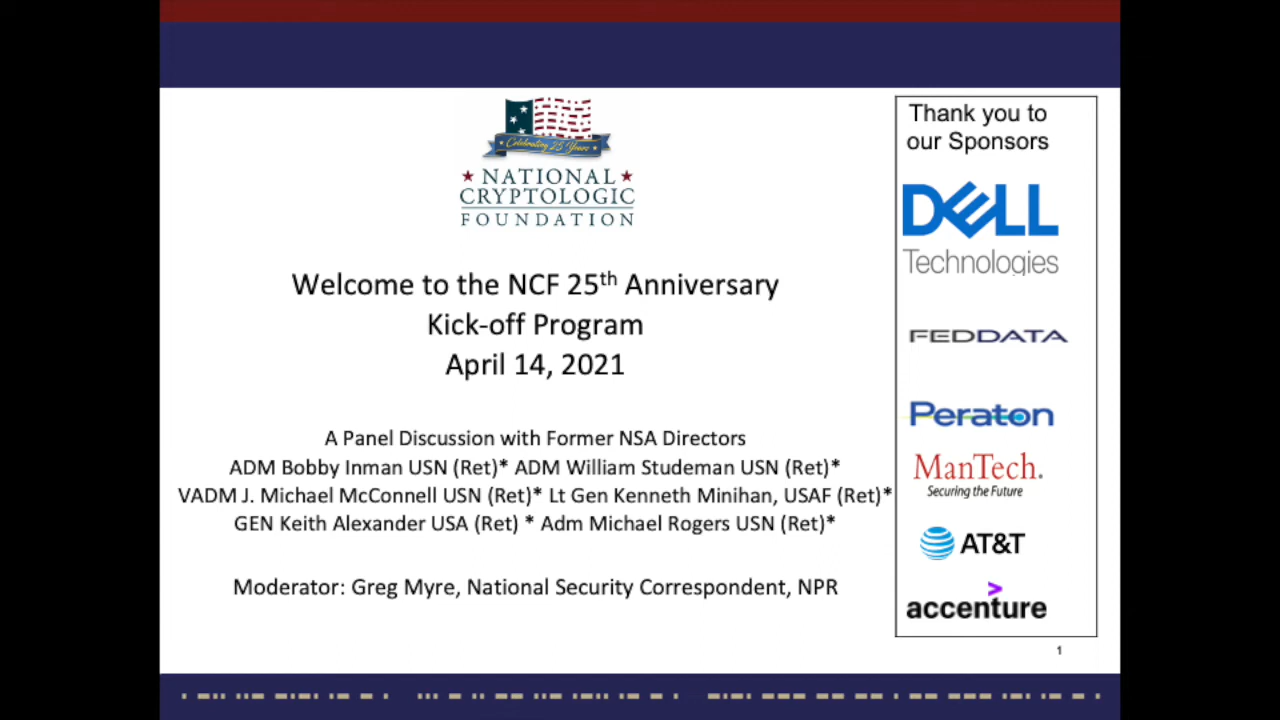 Celebrating 25 Years
NATIONAL
CRYPTOLOGIC
FOUNDATION
Welcome to the NCF 25th Anniversary
Kick-off Program
April 14, 2021
A Panel Discussion with Former NSA Directors
ADM Bobby Inman USN (Ret)* ADM William Studeman USN (Ret)*
VADM J. Michael McConnell USN (Ret)* Lt Gen Kenneth Minihan, USAF (Ret)*
GEN Keith Alexander USA (Ret) * Adm Michael Rogers USN (Ret)*
Moderator: Greg Myre, National Security Correspondent, NPR
Thank you to
our Sponsors
DELL
Technologies
FEDDATA
Peraton
ManTech.
Securing the Future
AT&T
accenture
1